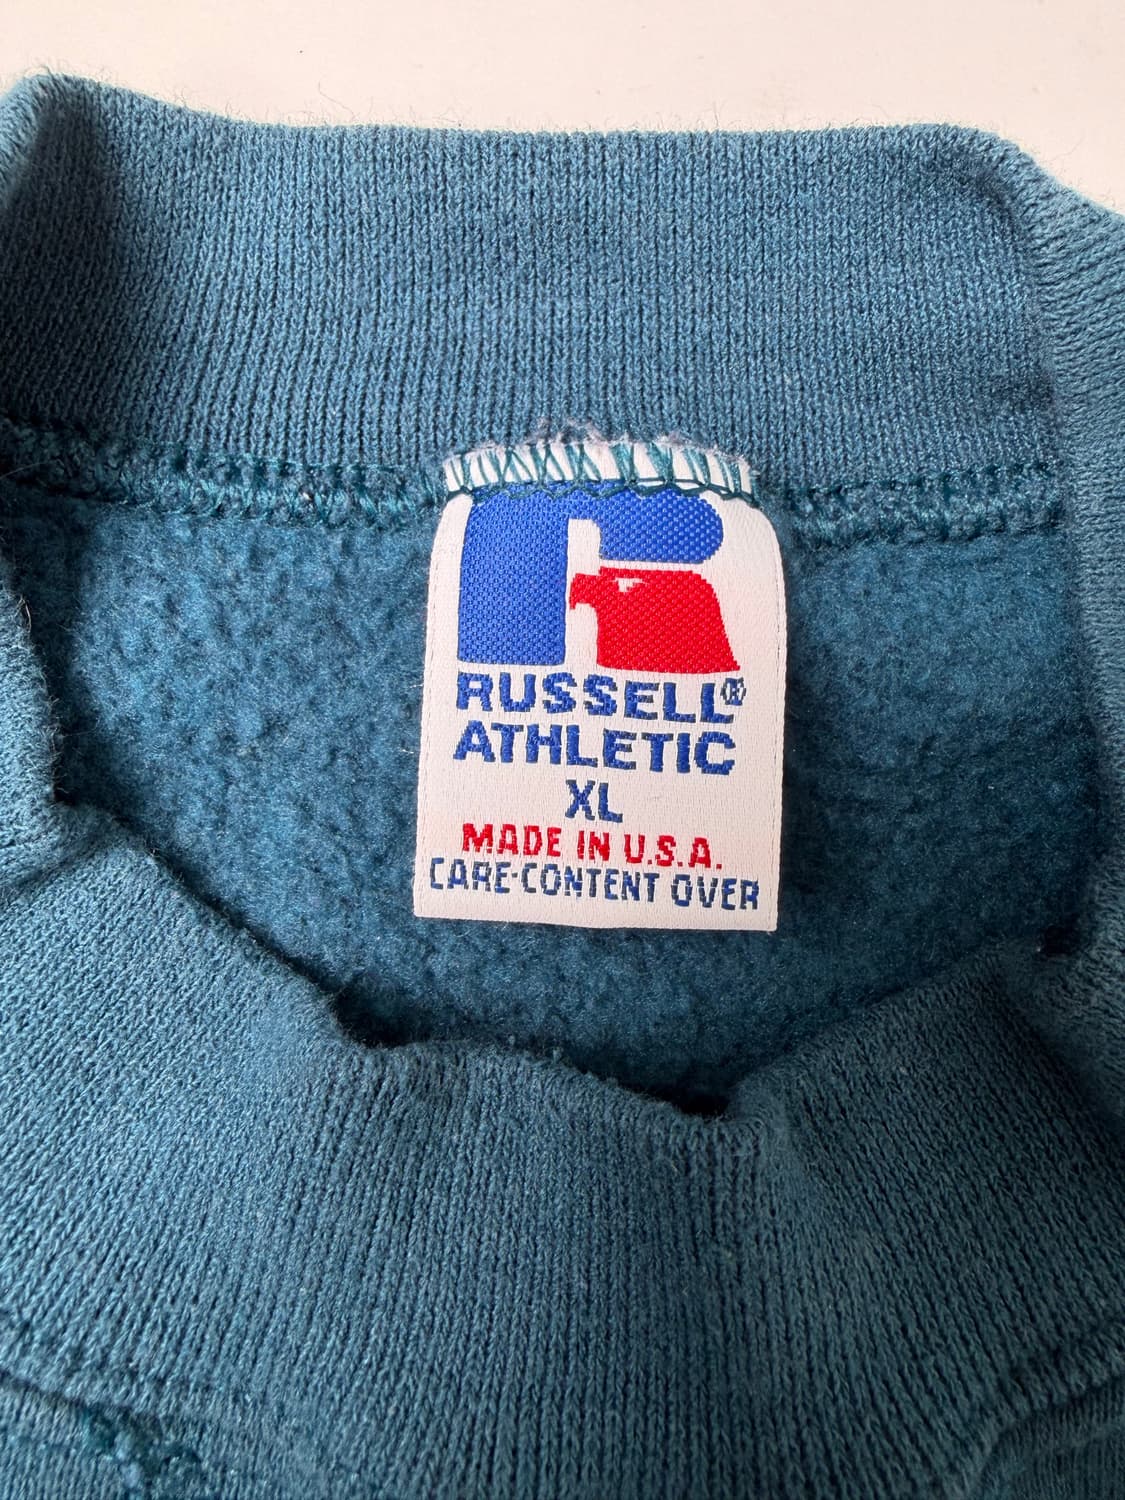 RUSSELL®
ATHLETIC
XL
MADE IN U.S.A.
CARE-CONTENT OVER